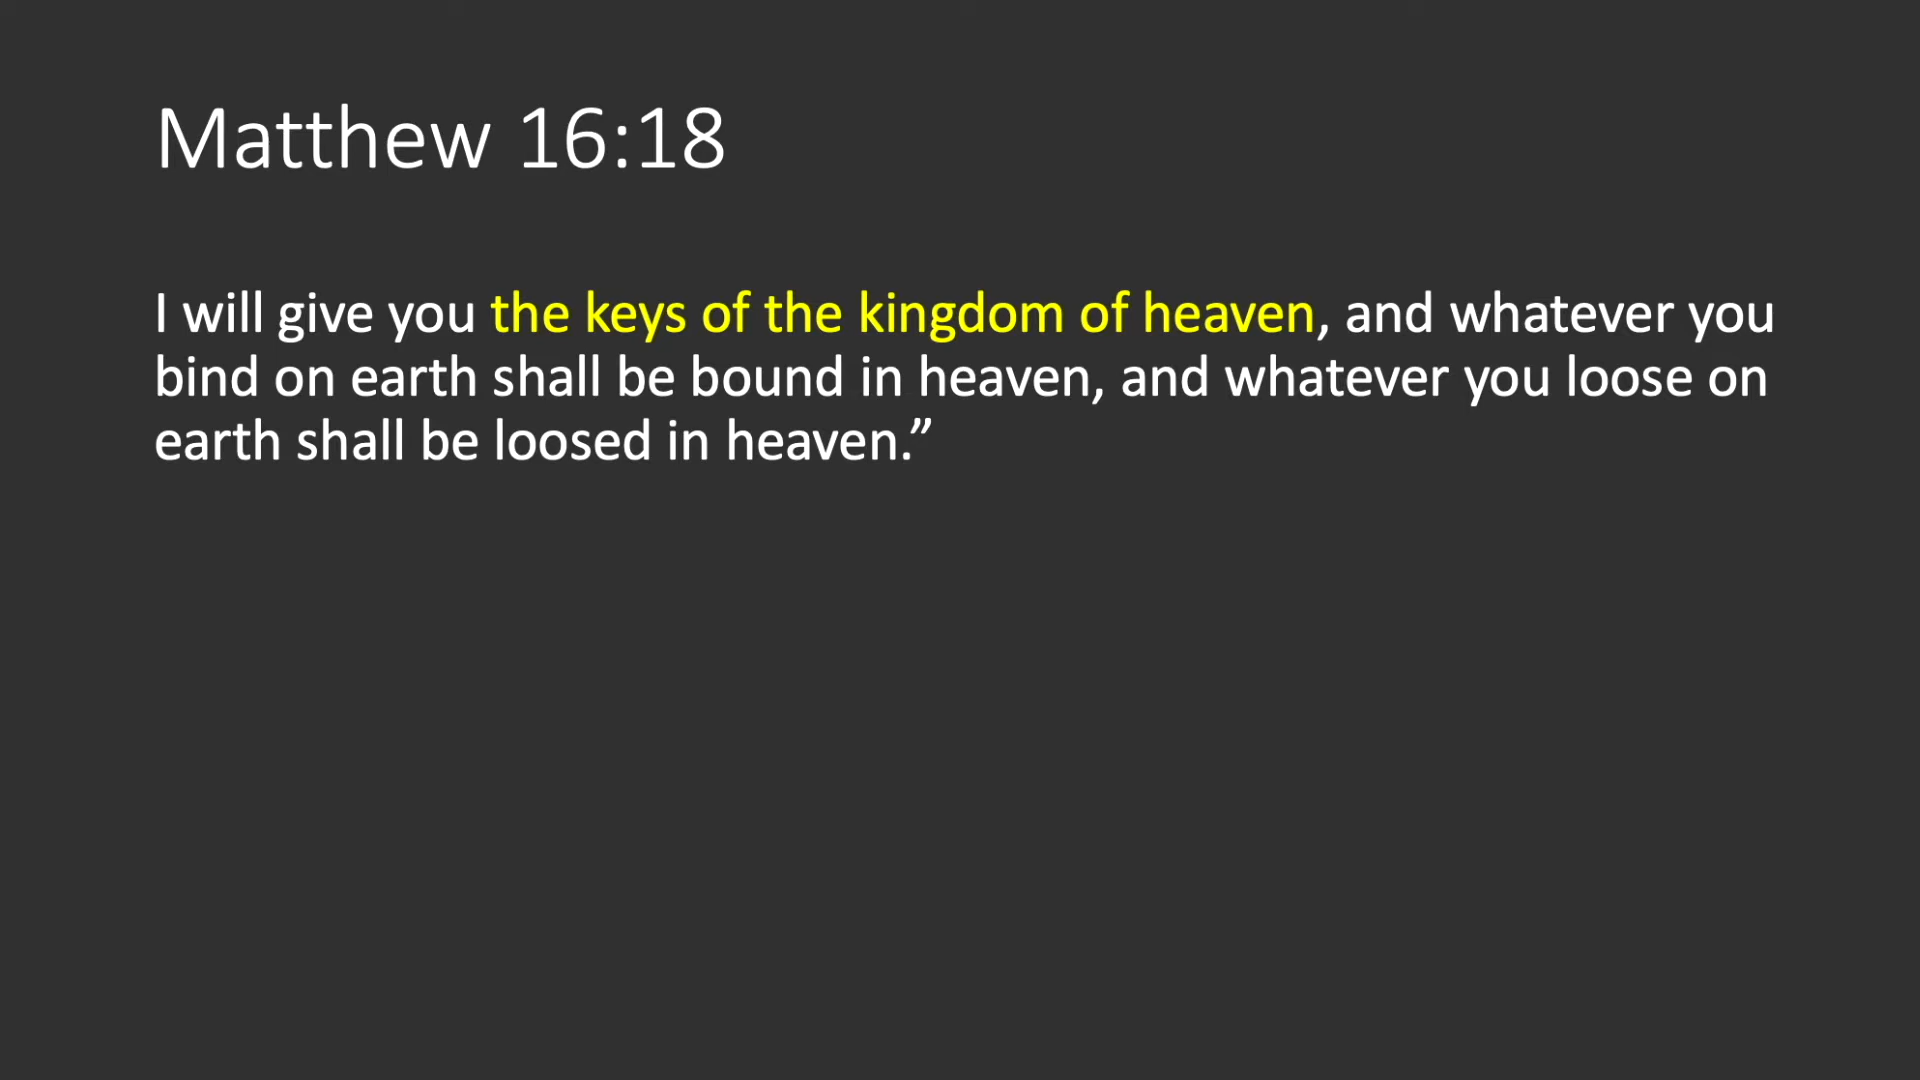 Matthew 16:18
I will give you the keys of the kingdom of heaven, and whatever you
bind on earth shall be bound in heaven, and whatever you loose on
earth shall be loosed in heaven.”